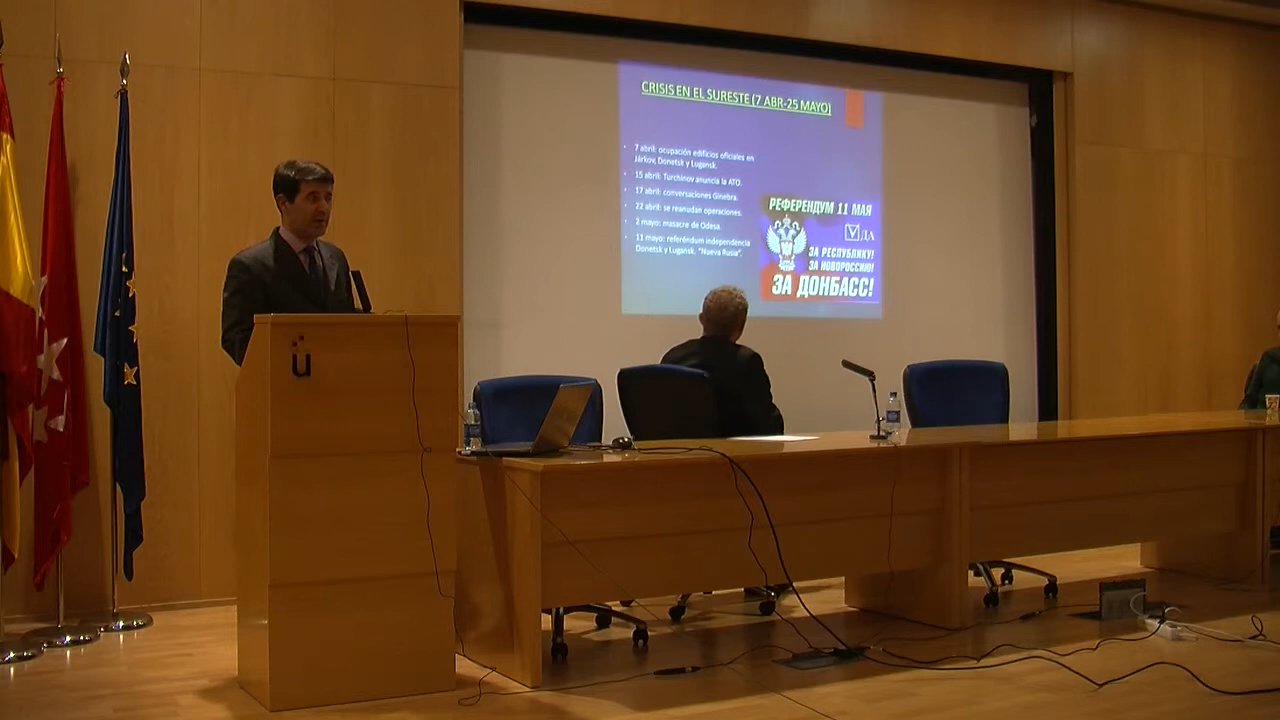 CRISIS EN EL SURESTE (7 ABR-25 MAYO)
7 abril: ocupación edificios oficiales en
Járkov, Donetsk y Lugansk.
15 abril: Turchinov anuncia la ATO.
17 abril: conversaciones Ginebra.
22 abril: se reanudan operaciones.
2 mayo: masacre de Odesa.
11 mayo: referéndum independencia
Donetsk y Lugansk. "Nueva Rusia".
РЕФЕРЕНДУМ 11 МАЯ
ДА
ЗА РЕСПУБЛИКУ!
ЗА НОВОРОССИЮ!
ЗА ДОНБАСС!
ü